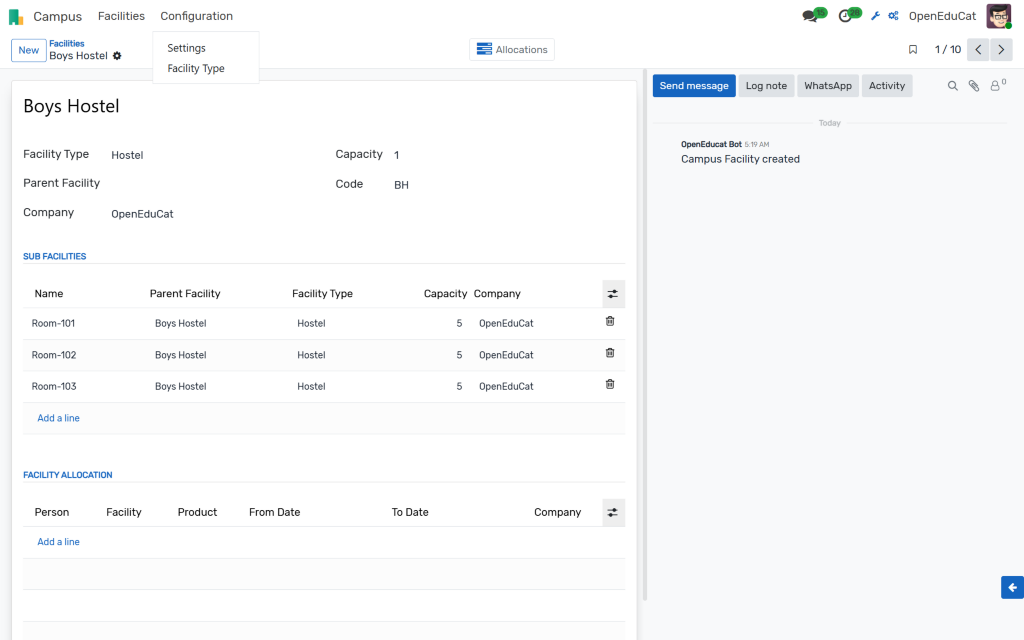 Campus Facilities Configuration 15 28 OpenEduCat
New Facilities Boys Hostel Allocations 1 / 10
Settings
Facility Type
Send message Log note WhatsApp Activity 0
Boys Hostel
Today
Facility Type Hostel Capacity 1
OpenEducat Bot 5:19 AM
Campus Facility created
Parent Facility Code BH
Company OpenEduCat
SUB FACILITIES
Name Parent Facility Facility Type Capacity Company
Room-101 Boys Hostel Hostel 5 OpenEduCat
Room-102 Boys Hostel Hostel 5 OpenEduCat
Room-103 Boys Hostel Hostel 5 OpenEduCat
Add a line
FACILITY ALLOCATION
Person Facility Product From Date To Date Company
Add a line